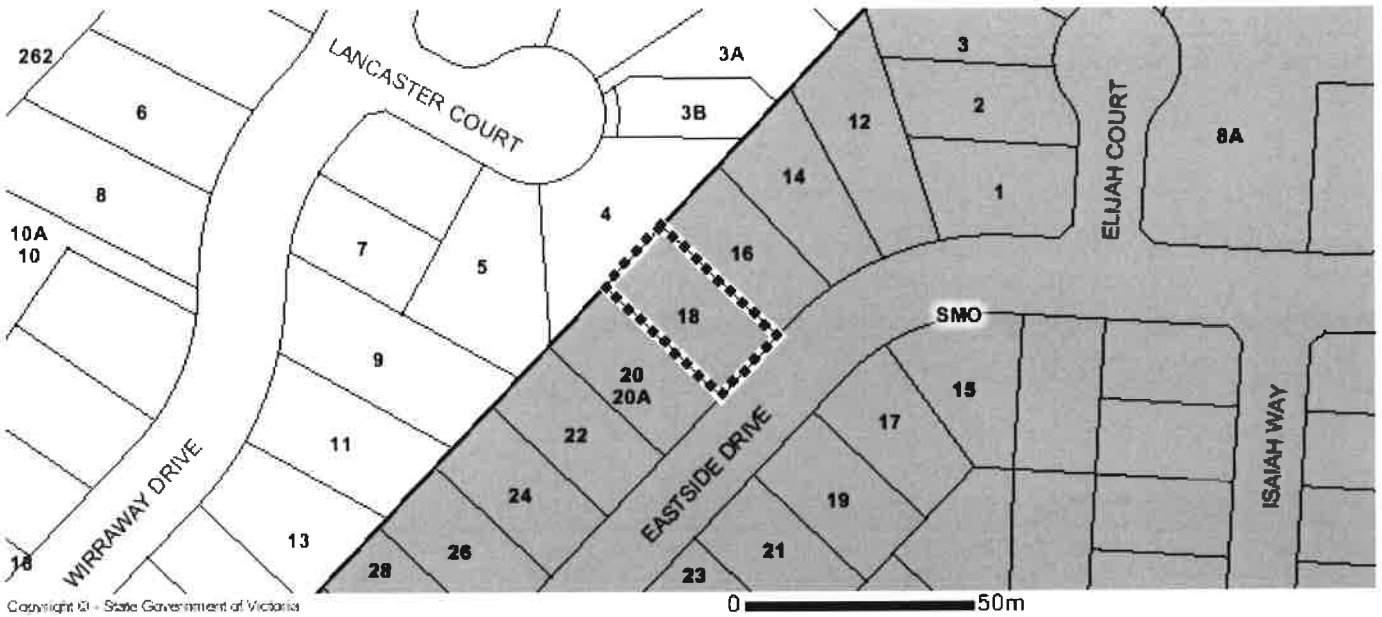 262
6
8
10A
10
LANCASTER COURT
3A
3B
4
5
7
9
11
13
16
WIRRAWAY DRIVE
3
2
1
12
14
16
18
20
20A
22
24
26
28
EASTSIDE DRIVE
SMO
15
17
19
21
23
ELIJAH COURT
8A
ISAIAH WAY
Copyright © - State Government of Victoria
0 50m